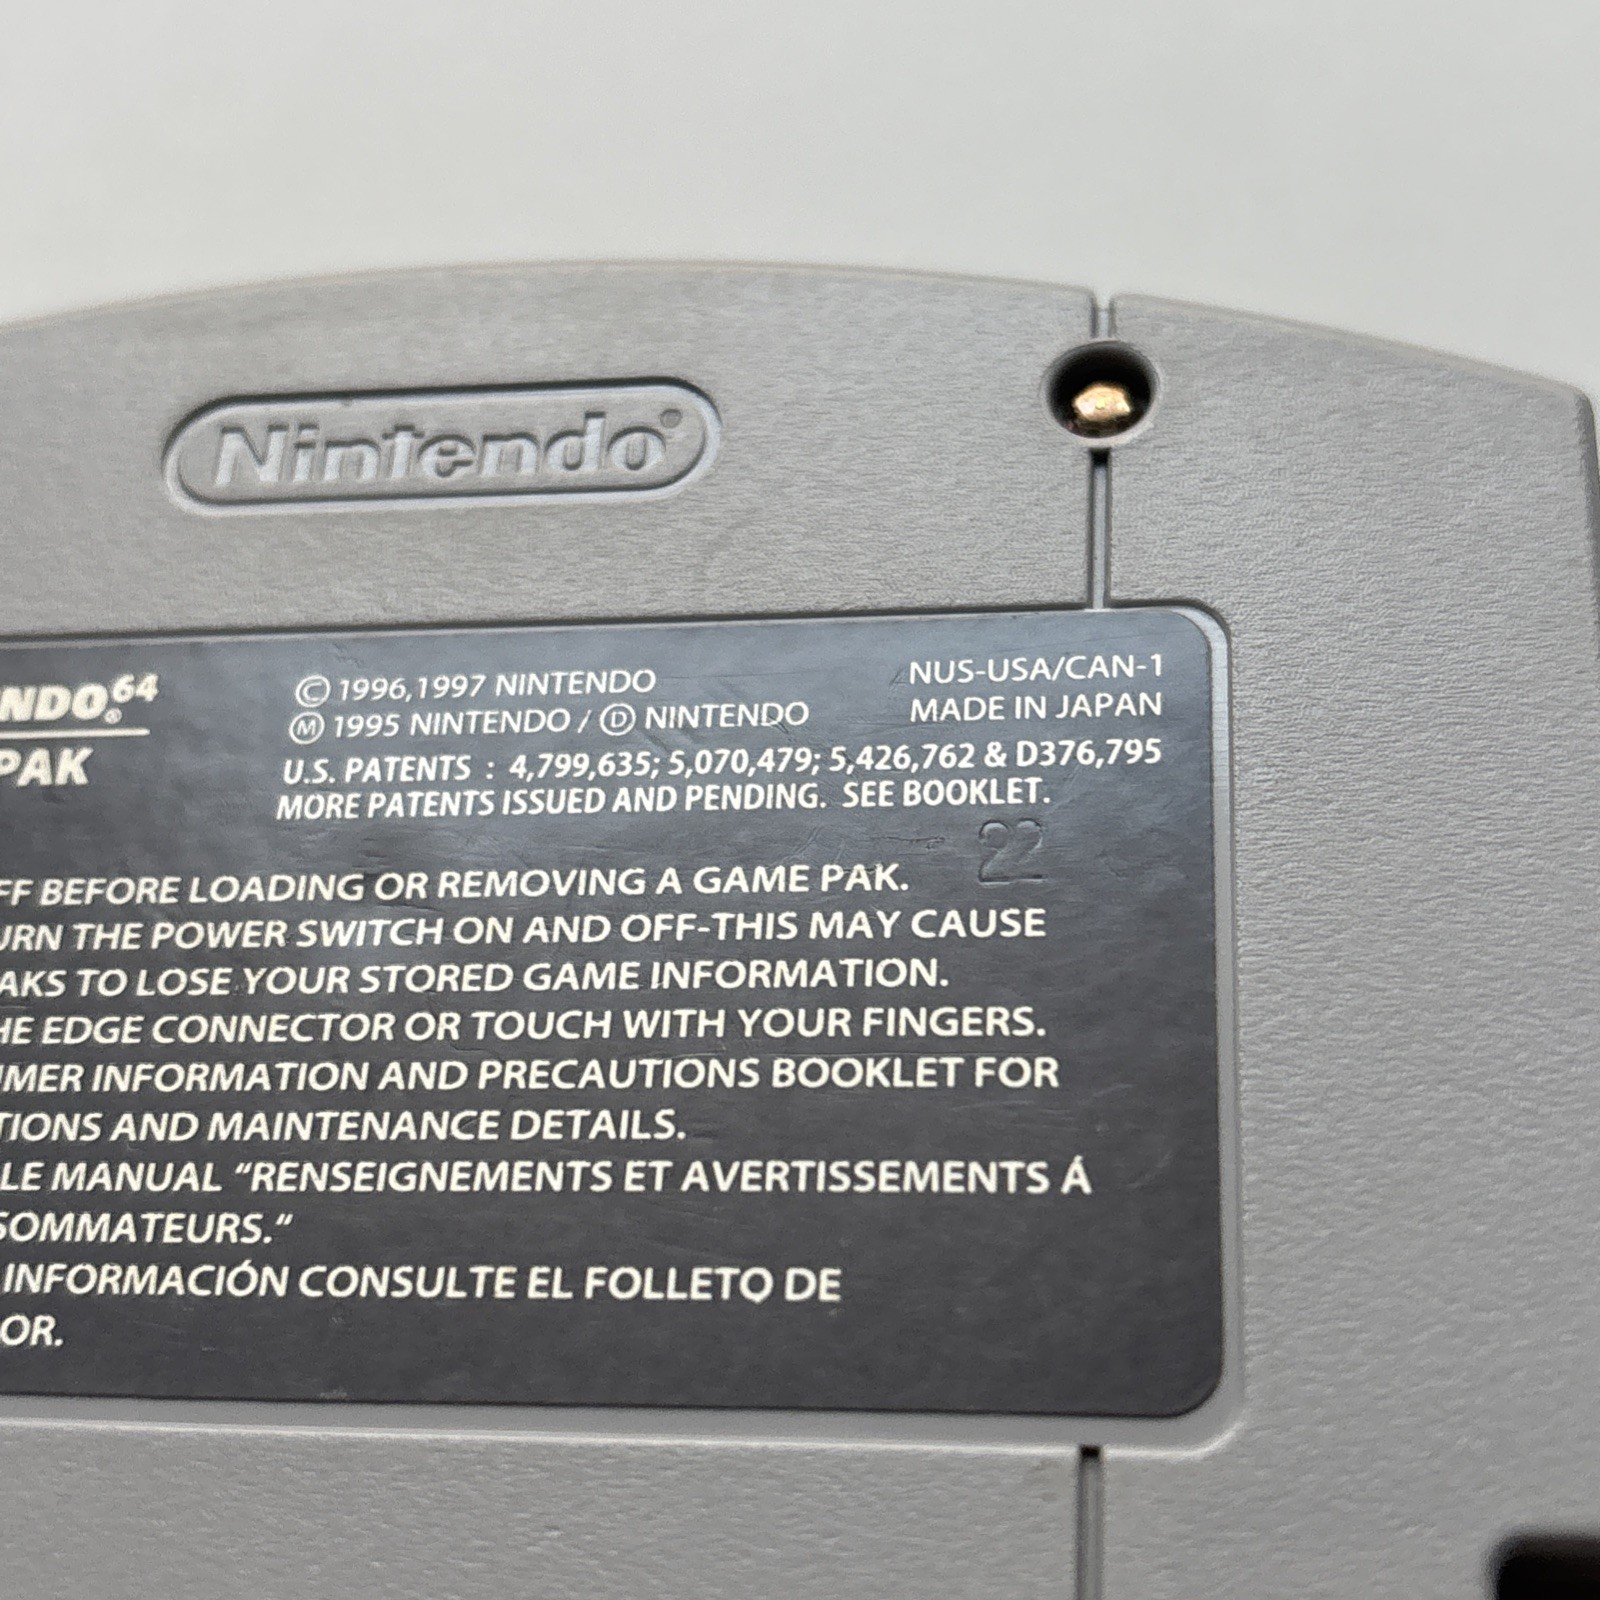 Nintendo®
NDO®64
PAK
© 1996,1997 NINTENDO
Ⓜ 1995 NINTENDO / Ⓓ NINTENDO
NUS-USA/CAN-1
MADE IN JAPAN
U.S. PATENTS : 4,799,635; 5,070,479; 5,426,762 & D376,795
MORE PATENTS ISSUED AND PENDING. SEE BOOKLET.
22
FF BEFORE LOADING OR REMOVING A GAME PAK.
URN THE POWER SWITCH ON AND OFF-THIS MAY CAUSE
AKS TO LOSE YOUR STORED GAME INFORMATION.
HE EDGE CONNECTOR OR TOUCH WITH YOUR FINGERS.
MER INFORMATION AND PRECAUTIONS BOOKLET FOR
TIONS AND MAINTENANCE DETAILS.
LE MANUAL “RENSEIGNEMENTS ET AVERTISSEMENTS Á
SOMMATEURS.”
INFORMACIÓN CONSULTE EL FOLLETO DE
OR.